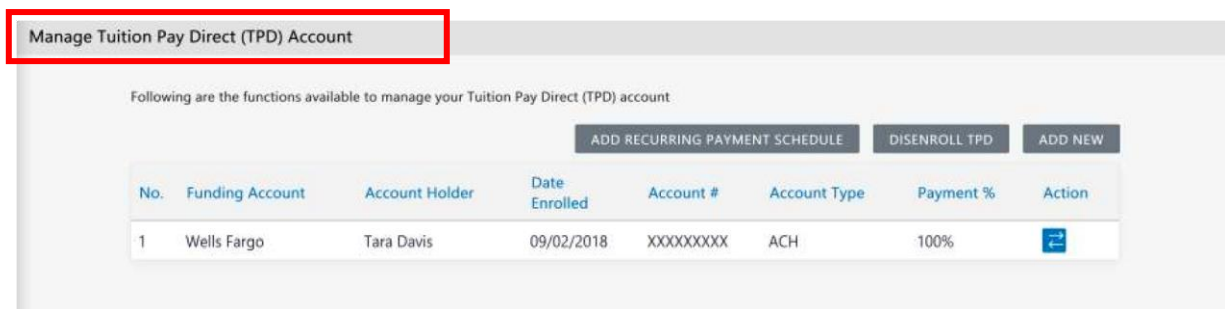 Manage Tuition Pay Direct (TPD) Account
Following are the functions available to manage your Tuition Pay Direct (TPD) account
ADD RECURRING PAYMENT SCHEDULE DISENROLL TPD ADD NEW
No. Funding Account Account Holder Date Enrolled Account # Account Type Payment % Action
1 Wells Fargo Tara Davis 09/02/2018 XXXXXXXXX ACH 100%